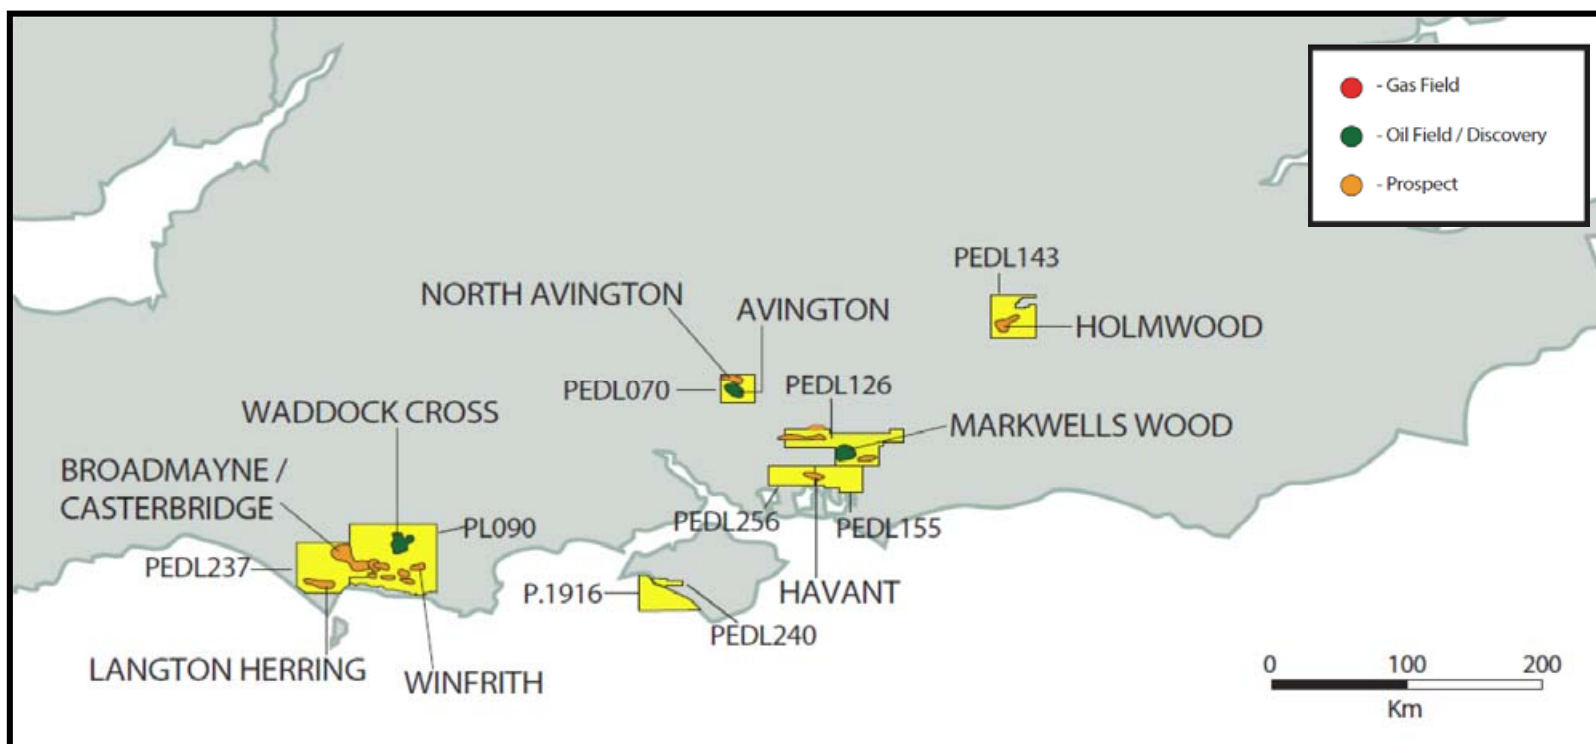 - Gas Field
- Oil Field / Discovery
- Prospect
PEDL143
NORTH AVINGTON
AVINGTON
HOLMWOOD
PEDL070
PEDL126
WADDOCK CROSS
MARKWELLS WOOD
BROADMAYNE /
CASTERBRIDGE
PL090
PEDL256
PEDL155
PEDL237
P.1916
HAVANT
PEDL240
LANGTON HERRING
WINFRITH
0 100 200
Km